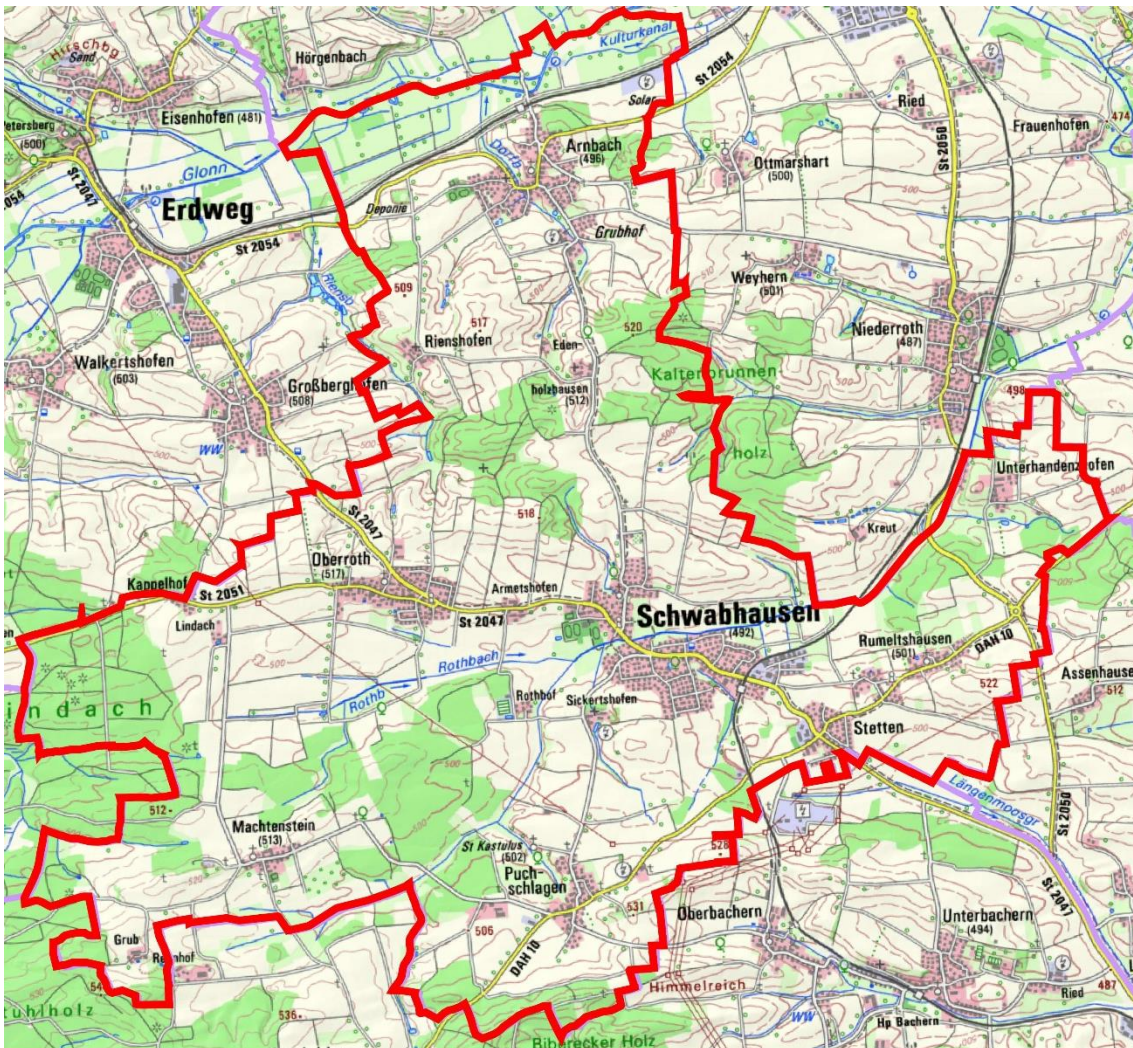 Hirschbg
Sand
Hörgenbach
Kulturkanal
Eisenhofen (481)
Petersberg
(500)
Solar
St 2054
Ried
St 2050
474
Frauenhofen
Arnbach
(496)
Dorfb
Ottmarshart
(500)
Glonn
St 2047
Erdweg
Deponie
St 2054
Grubhof
Weyhern
(501)
Riensb
509
517
520
Rienshofen
Eden-
holzhausen
(512)
Niederroth
(487)
Walkertshofen
(503)
Großberghofen
(508)
Kaltenbrunnen
holz
498
WW
Unterhandenzhofen
518
Kreut
St 2047
Oberroth
(517)
Kappelhof
St 2051
Armetshofen
Schwabhausen
(492)
St 2047
Lindach
Rothbach
Rothb
Rumeltshausen
(501)
DAH 10
Assenhause
512
522
indach
Rothhof
Sickertshofen
Stetten
Längenmoosgr
St 2050
512
Machtenstein
(513)
St Kastulus
(502)
Puch-
schlagen
528
531
506
Oberbachern
Unterbachern
(494)
St 2047
Grub
DAH 10
Himmelreich
Ried
487
536
WW
Hp Bachern
Biberecker Holz